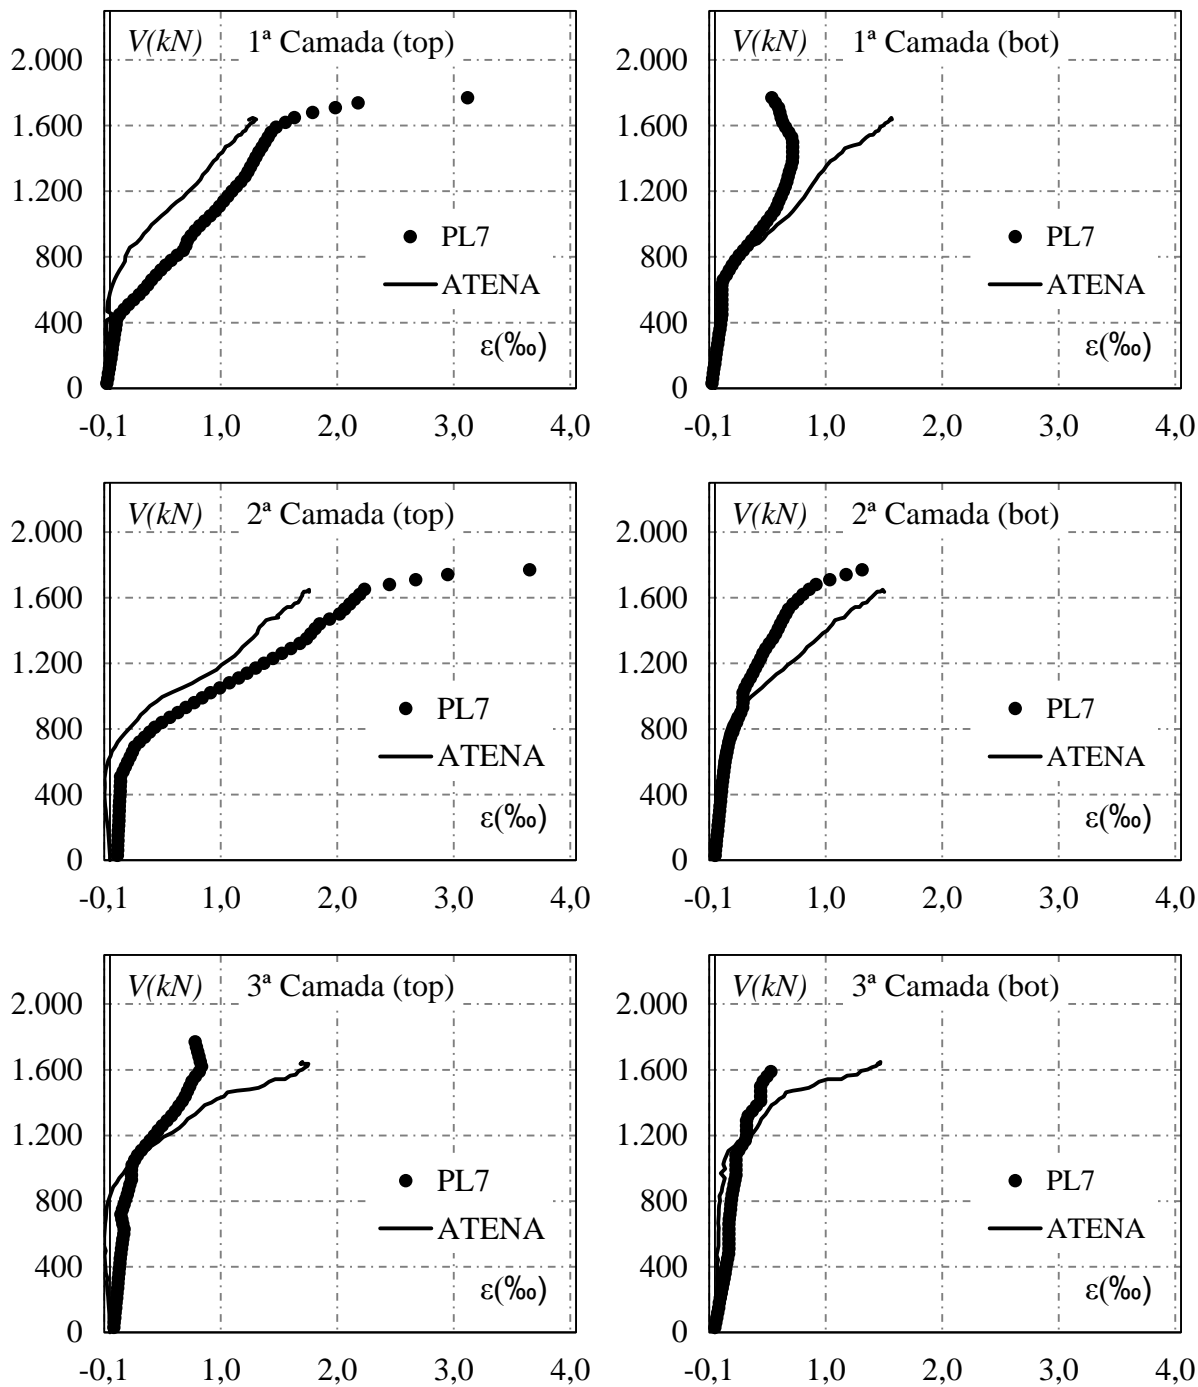 V(kN) 1ª Camada (top)
2.000
1.600
1.200
800
400
0
PL7
ATENA
ε(‰)
-0,1 1,0 2,0 3,0 4,0
V(kN) 1ª Camada (bot)
2.000
1.600
1.200
800
400
0
PL7
ATENA
ε(‰)
-0,1 1,0 2,0 3,0 4,0
V(kN) 2ª Camada (top)
2.000
1.600
1.200
800
400
0
PL7
ATENA
ε(‰)
-0,1 1,0 2,0 3,0 4,0
V(kN) 2ª Camada (bot)
2.000
1.600
1.200
800
400
0
PL7
ATENA
ε(‰)
-0,1 1,0 2,0 3,0 4,0
V(kN) 3ª Camada (top)
2.000
1.600
1.200
800
400
0
PL7
ATENA
ε(‰)
-0,1 1,0 2,0 3,0 4,0
V(kN) 3ª Camada (bot)
2.000
1.600
1.200
800
400
0
PL7
ATENA
ε(‰)
-0,1 1,0 2,0 3,0 4,0